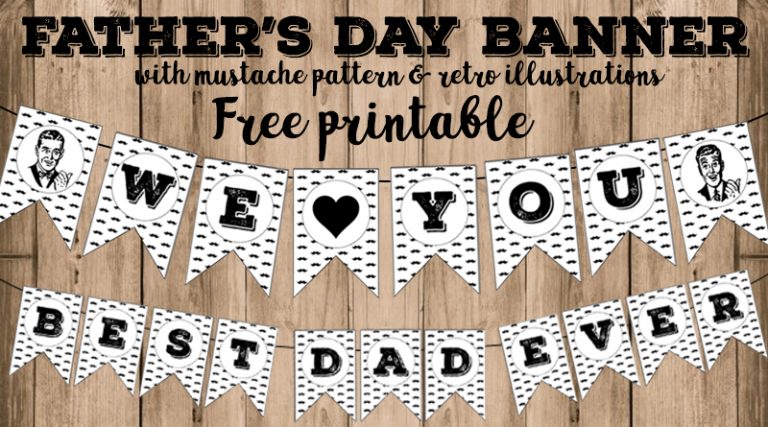 FATHER'S DAY BANNER
with mustache pattern & retro illustrations
Free printable
WE ♥ YOU
BEST DAD EVER